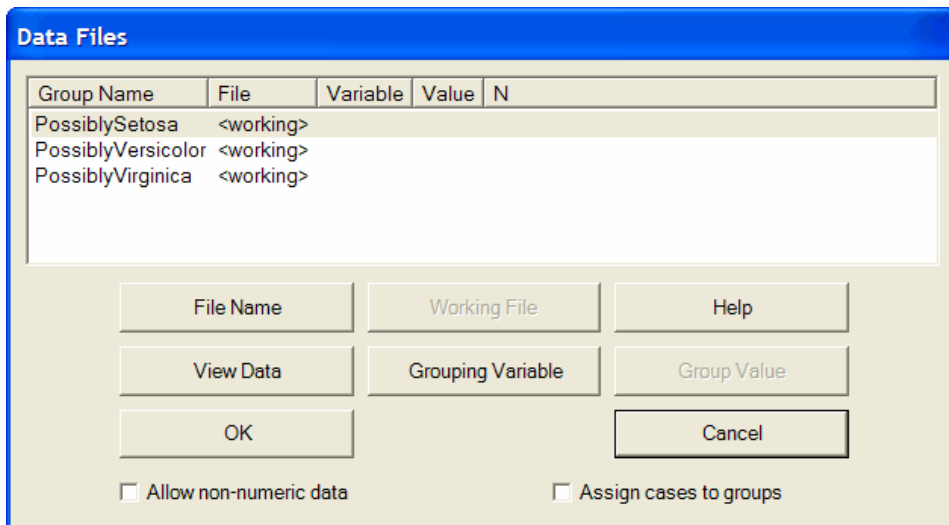 Data Files
Group Name File Variable Value N
PossiblySetosa <working>
PossiblyVersicolor <working>
PossiblyVirginica <working>
File Name Working File Help
View Data Grouping Variable Group Value
OK Cancel
Allow non-numeric data Assign cases to groups